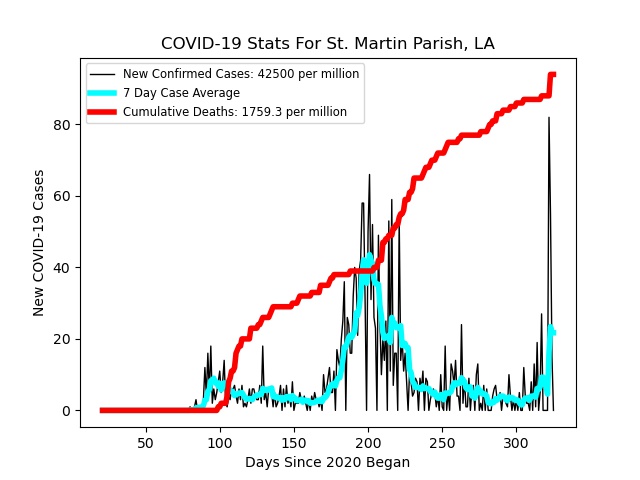 COVID-19 Stats For St. Martin Parish, LA
New Confirmed Cases: 42500 per million
7 Day Case Average
Cumulative Deaths: 1759.3 per million
New COVID-19 Cases
80
60
40
20
0
50 100 150 200 250 300
Days Since 2020 Began